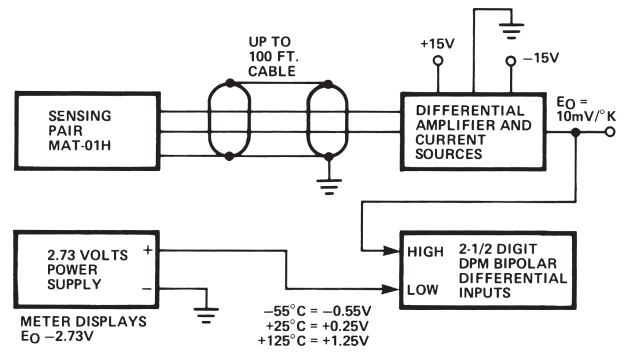 UP TO
100 FT.
CABLE
+15V
−15V
SENSING
PAIR
MAT-01H
DIFFERENTIAL
AMPLIFIER AND
CURRENT
SOURCES
EO =
10mV/°K
2.73 VOLTS
POWER
SUPPLY
+
−
HIGH
LOW
2-1/2 DIGIT
DPM BIPOLAR
DIFFERENTIAL
INPUTS
METER DISPLAYS
EO −2.73V
−55°C = −0.55V
+25°C = +0.25V
+125°C = +1.25V